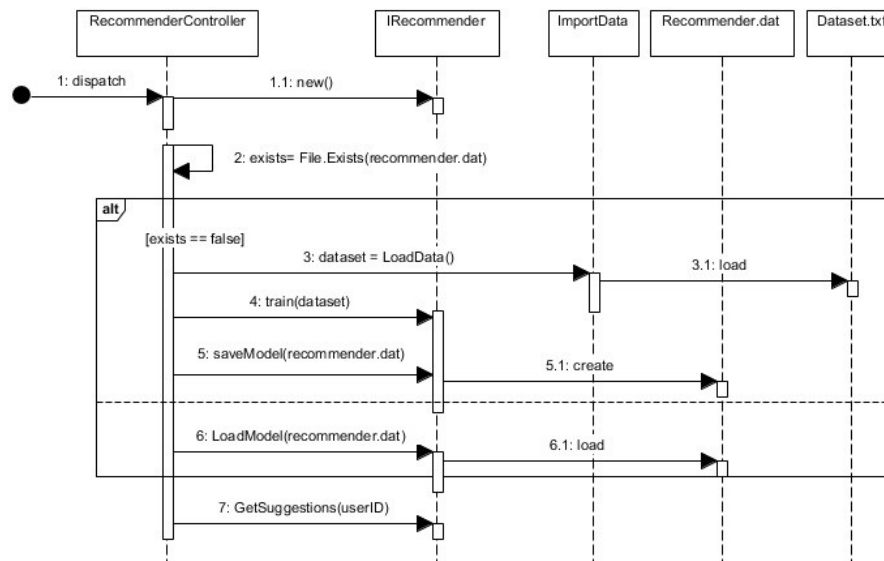 RecommenderController
IRecommender
ImportData
Recommender.dat
Dataset.txt
1: dispatch
1.1: new()
2: exists= File.Exists(recommender.dat)
alt
[exists == false]
3: dataset = LoadData()
3.1: load
4: train(dataset)
5: saveModel(recommender.dat)
5.1: create
6: LoadModel(recommender.dat)
6.1: load
7: GetSuggestions(userID)